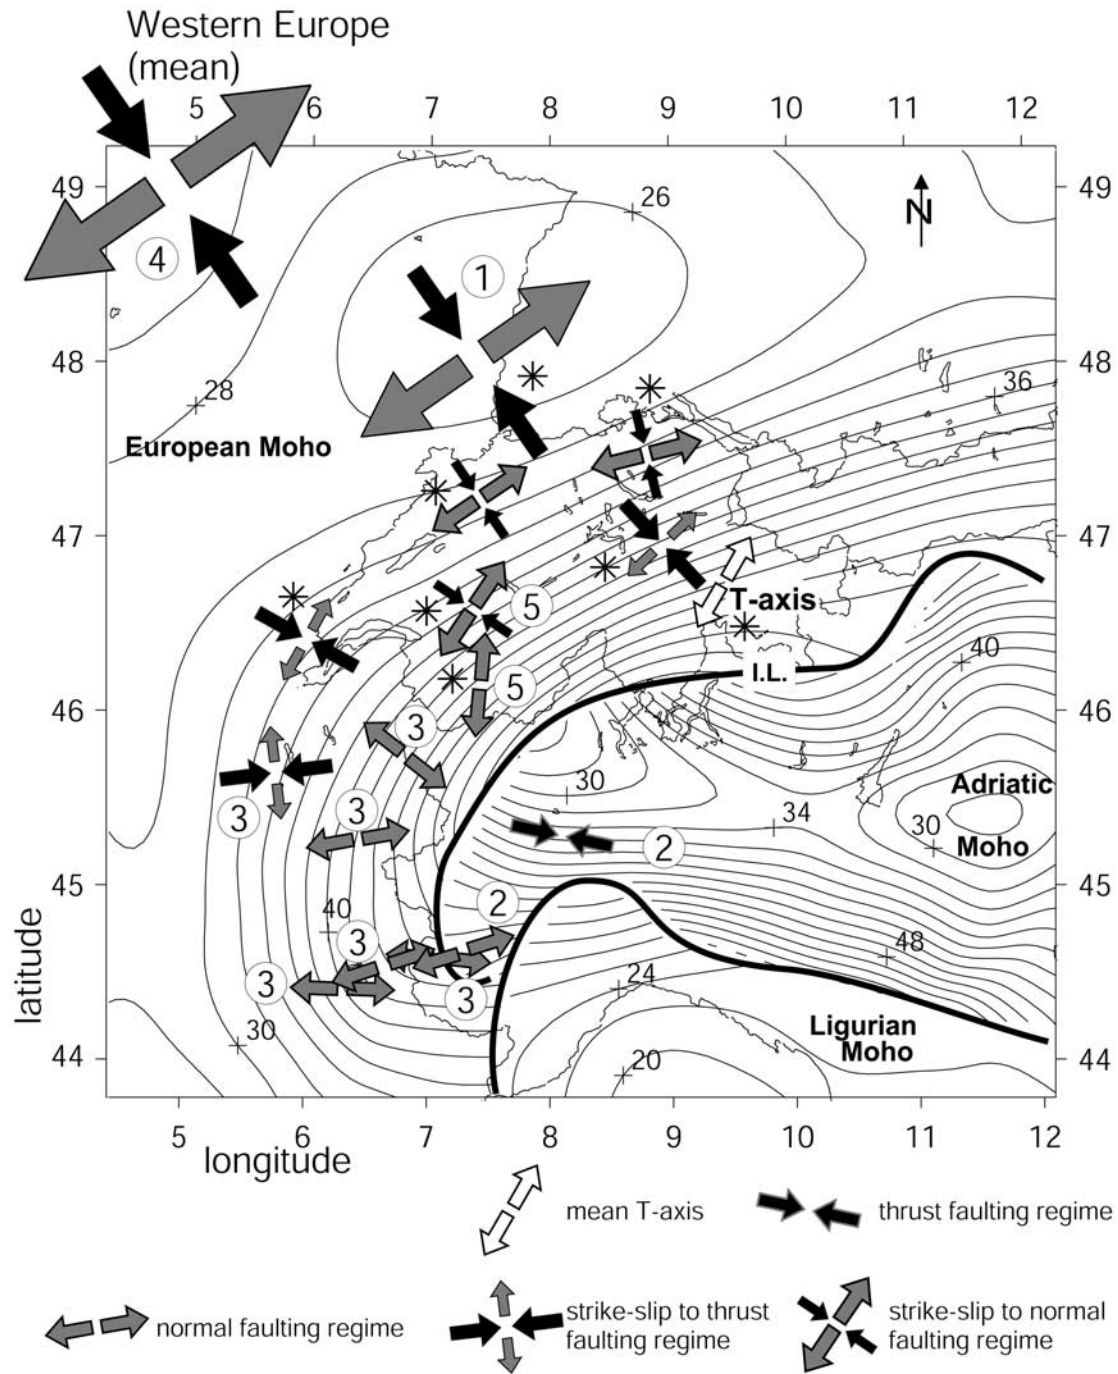 Western Europe
(mean)
5 6 7 8 9 10 11 12
49 49
N
26
1
4
48 48
28
36
European Moho
47 47
T-axis
5
40
I.L.
5
46 46
3
30
Adriatic
3
3
34
30
Moho
2
45 45
2
40
3
48
3
3
24
30
Ligurian
Moho
44 44
20
latitude
5 6 7 8 9 10 11 12
longitude
mean T-axis
thrust faulting regime
normal faulting regime
strike-slip to thrust
faulting regime
strike-slip to normal
faulting regime